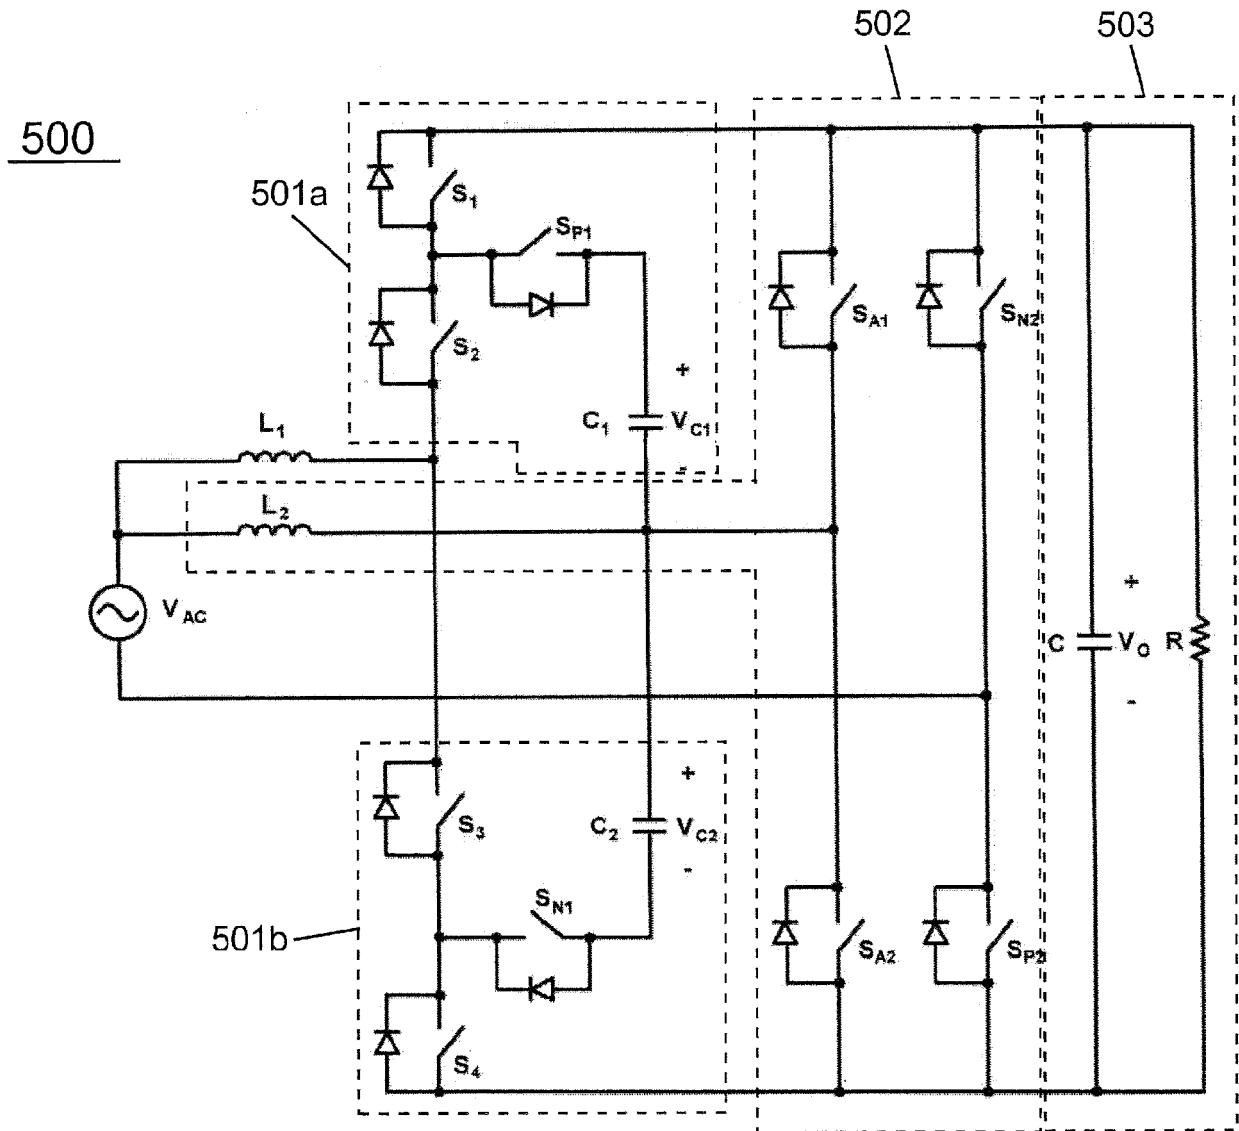 502
503
500
501a
S1
SP1
SA1
SN2
S2
+
C1
VC1
-
L1
L2
VAC
+
C
VO
R
-
+
S3
C2
VC2
-
SN1
501b
SA2
SP2
S4